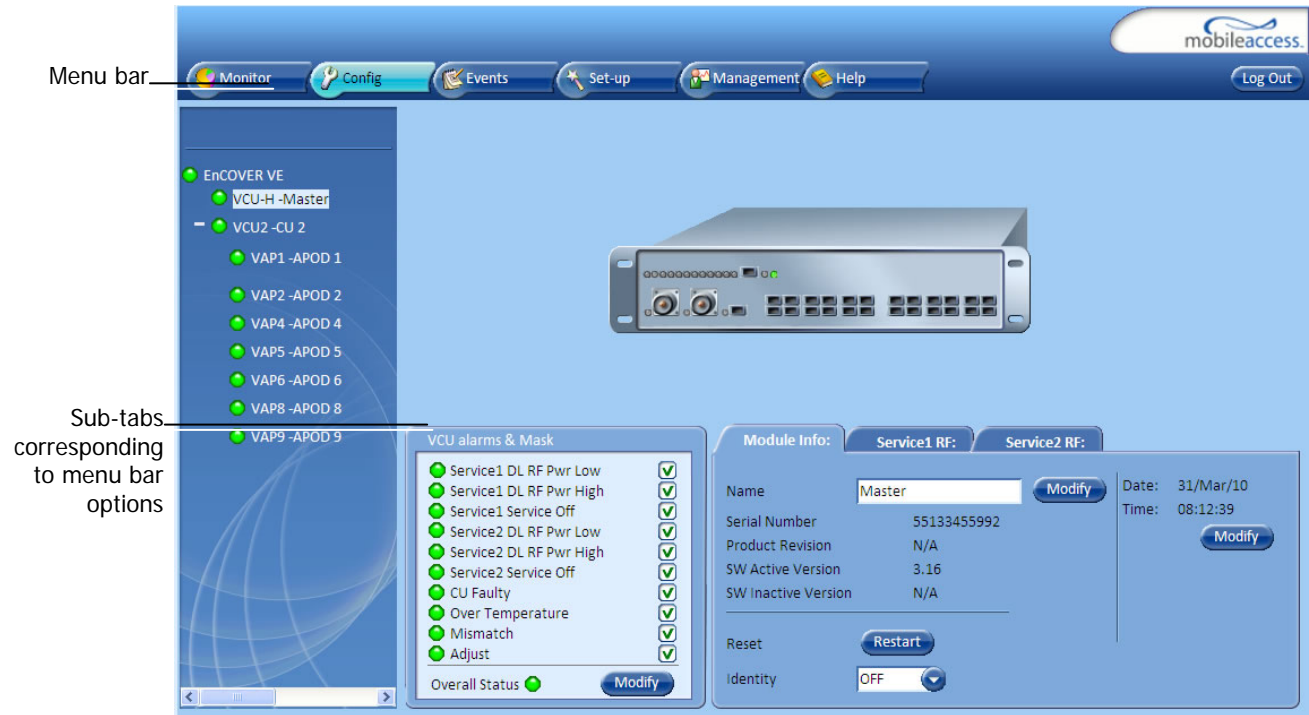 mobileaccess.
Menu bar
Monitor
Config
Events
Set-up
Management
Help
Log Out
EnCOVER VE
VCU-H -Master
VCU2 -CU 2
VAP1 -APOD 1
VAP2 -APOD 2
VAP4 -APOD 4
VAP5 -APOD 5
VAP6 -APOD 6
VAP8 -APOD 8
VAP9 -APOD 9
Sub-tabs
corresponding
to menu bar
options
VCU alarms & Mask
Service1 DL RF Pwr Low
Service1 DL RF Pwr High
Service1 Service Off
Service2 DL RF Pwr Low
Service2 DL RF Pwr High
Service2 Service Off
CU Faulty
Over Temperature
Mismatch
Adjust
Overall Status
Modify
Module Info:
Service1 RF:
Service2 RF:
Name Master Modify
Serial Number 55133455992
Product Revision N/A
SW Active Version 3.16
SW Inactive Version N/A
Reset Restart
Identity OFF
Date: 31/Mar/10
Time: 08:12:39
Modify